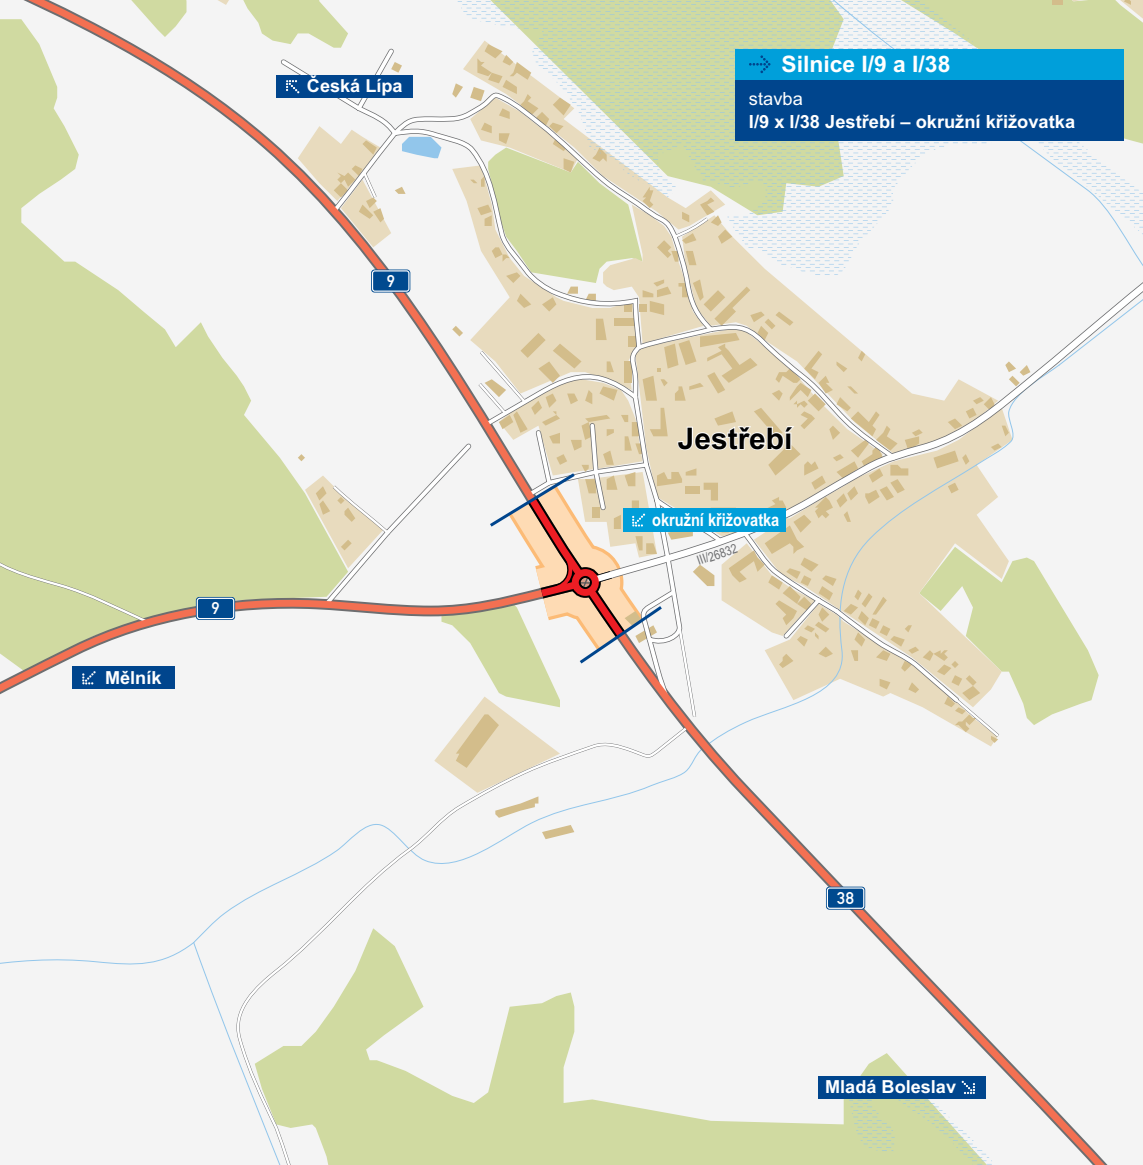 Silnice I/9 a I/38
stavba
I/9 x I/38 Jestřebí – okružní křižovatka
Česká Lípa
9
Jestřebí
okružní křižovatka
III/26832
9
Mělník
38
Mladá Boleslav